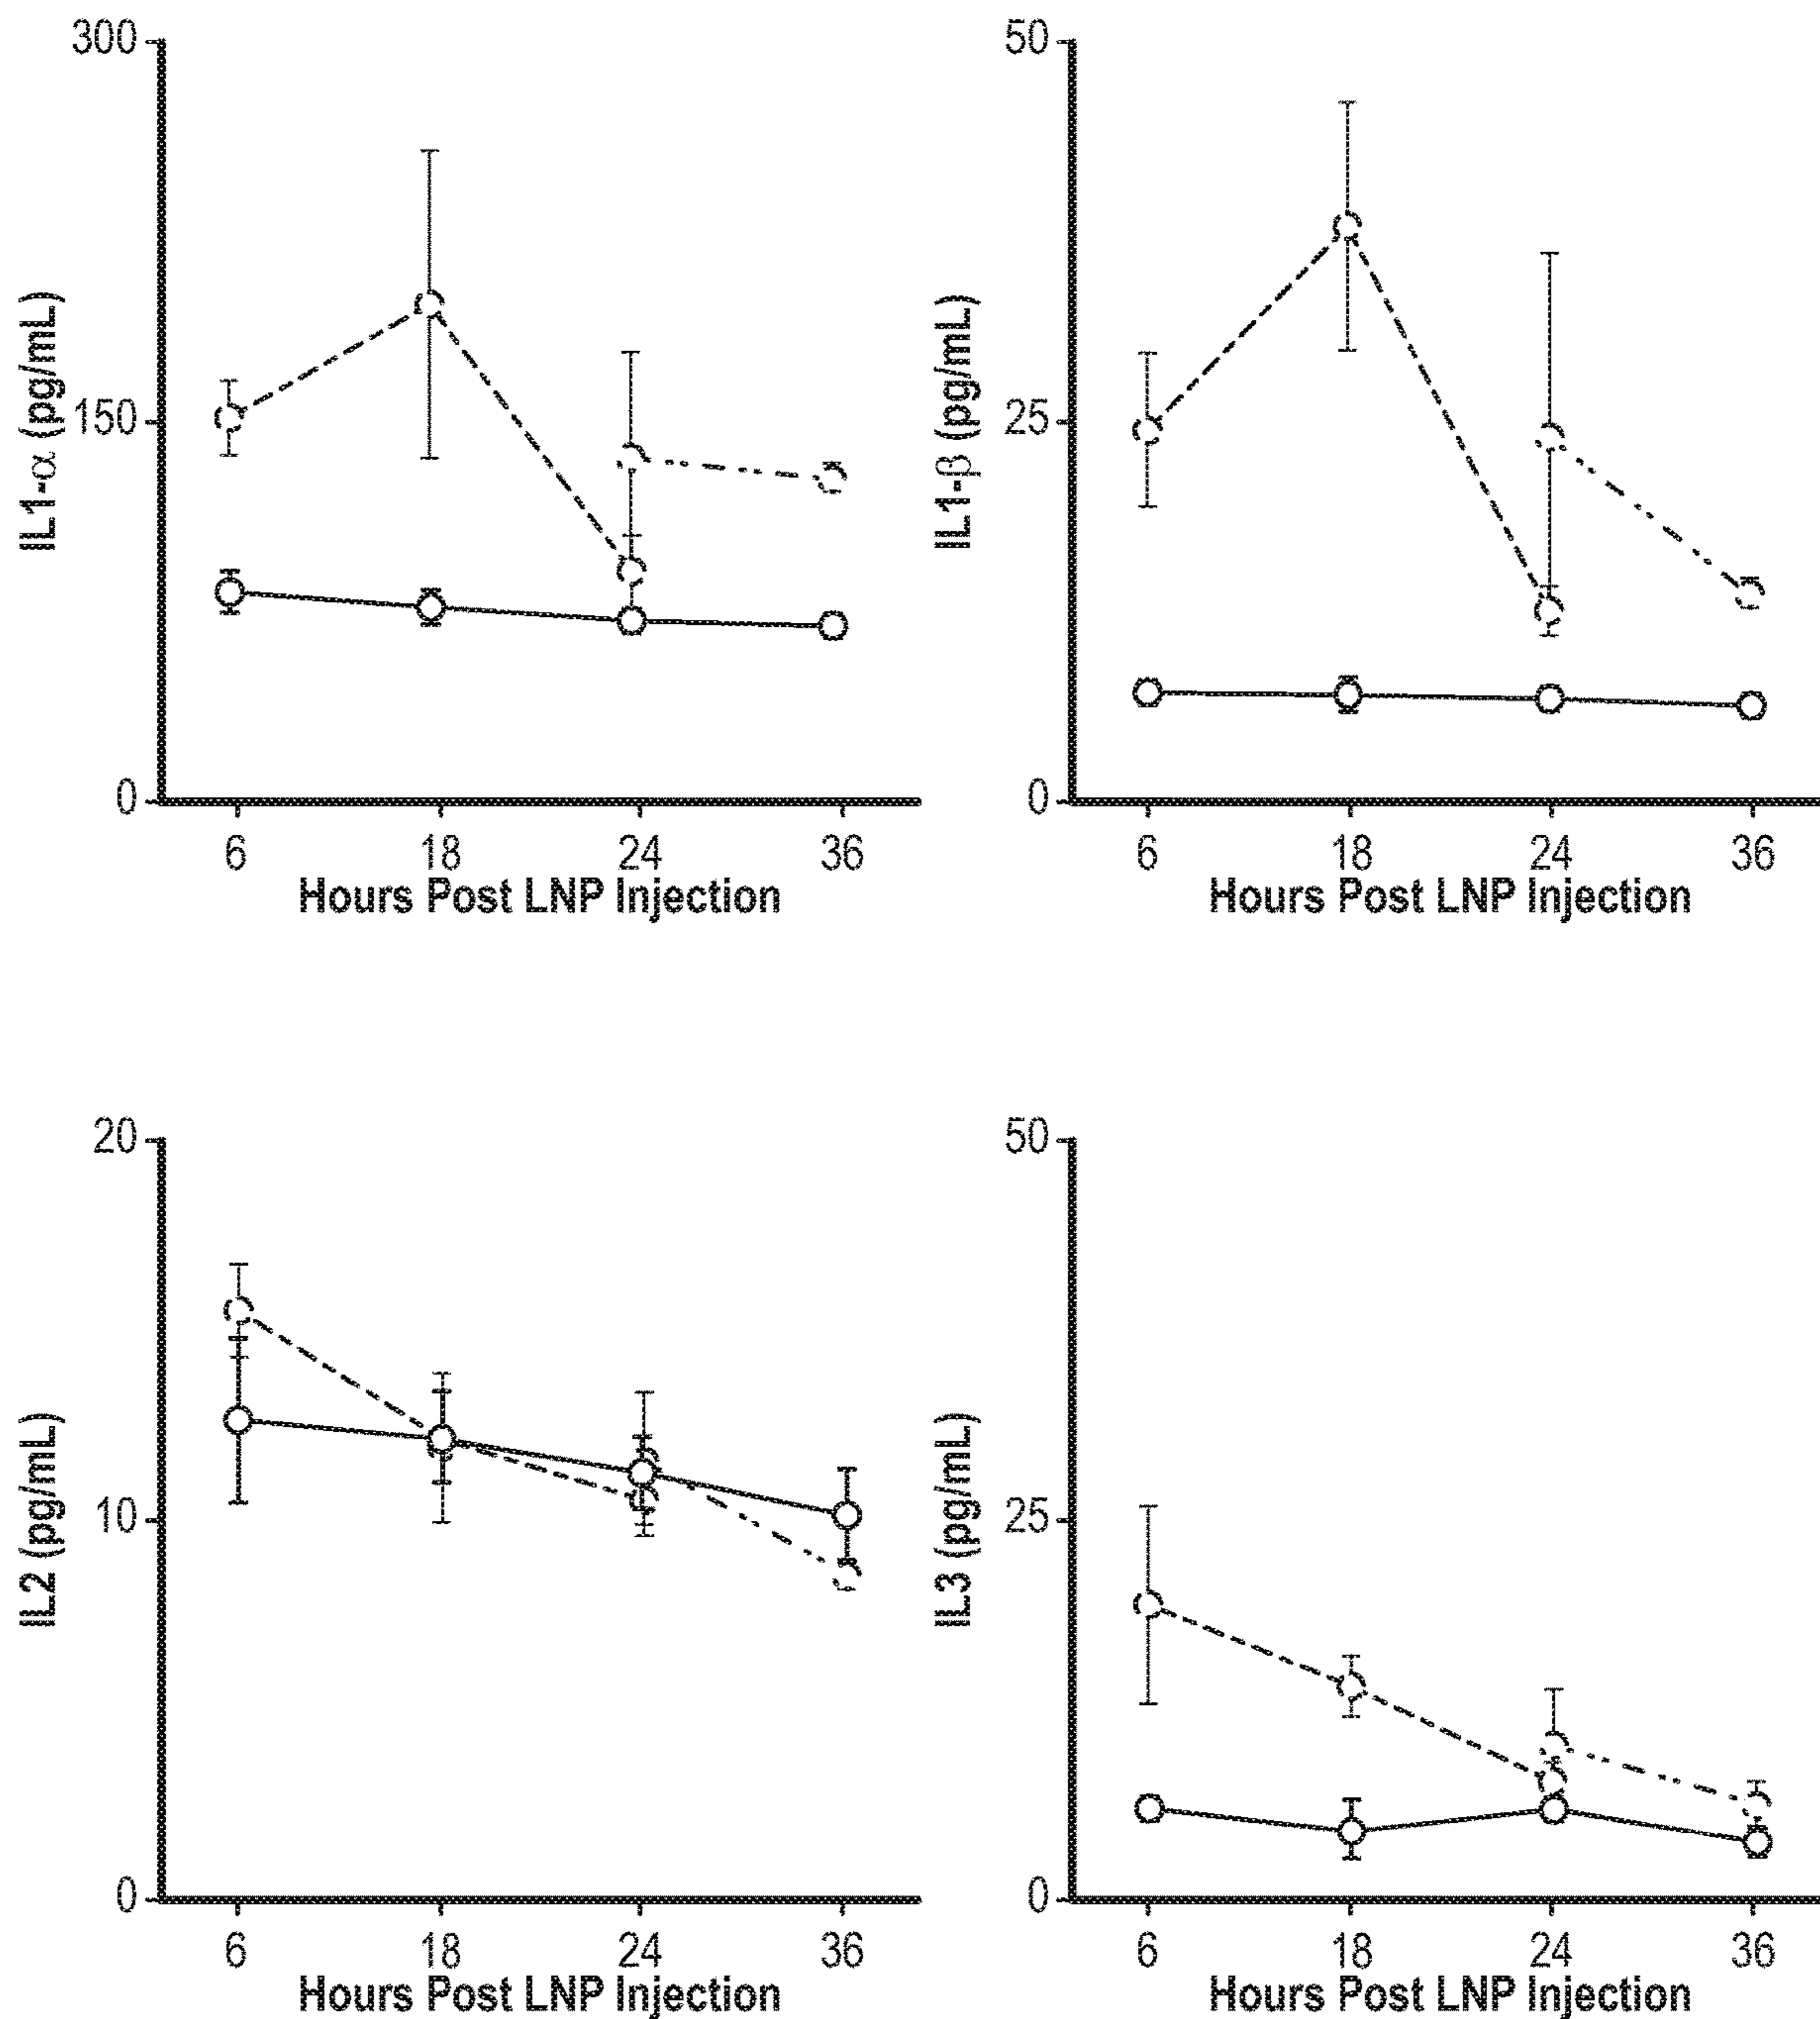 IL1-α (pg/mL)
300
150
0
6 18 24 36
Hours Post LNP Injection
IL1-β (pg/mL)
50
25
0
6 18 24 36
Hours Post LNP Injection
IL2 (pg/mL)
20
10
0
6 18 24 36
Hours Post LNP Injection
IL3 (pg/mL)
50
25
0
6 18 24 36
Hours Post LNP Injection